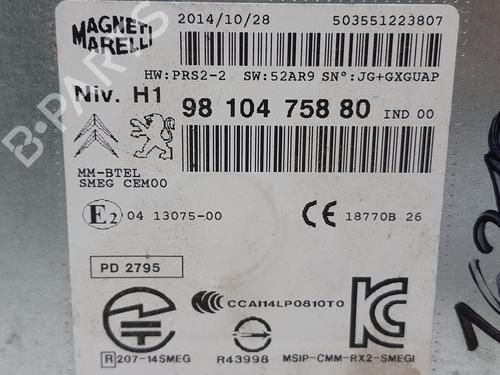 MAGNETI MARELLI
2014/10/28 503551223807
HW:PRS2-2 SW:52AR9 SN°:JG+GXGUAP
Niv. H1 98 104 758 80 IND 00
MM-BTEL
SMEG CEM00
E2 04 13075-00 CE 18770B 26
PD 2795
CCAI14LP0810T0
R 207-14SMEG R43998 MSIP-CMM-RX2-SMEGI
B-PARTS